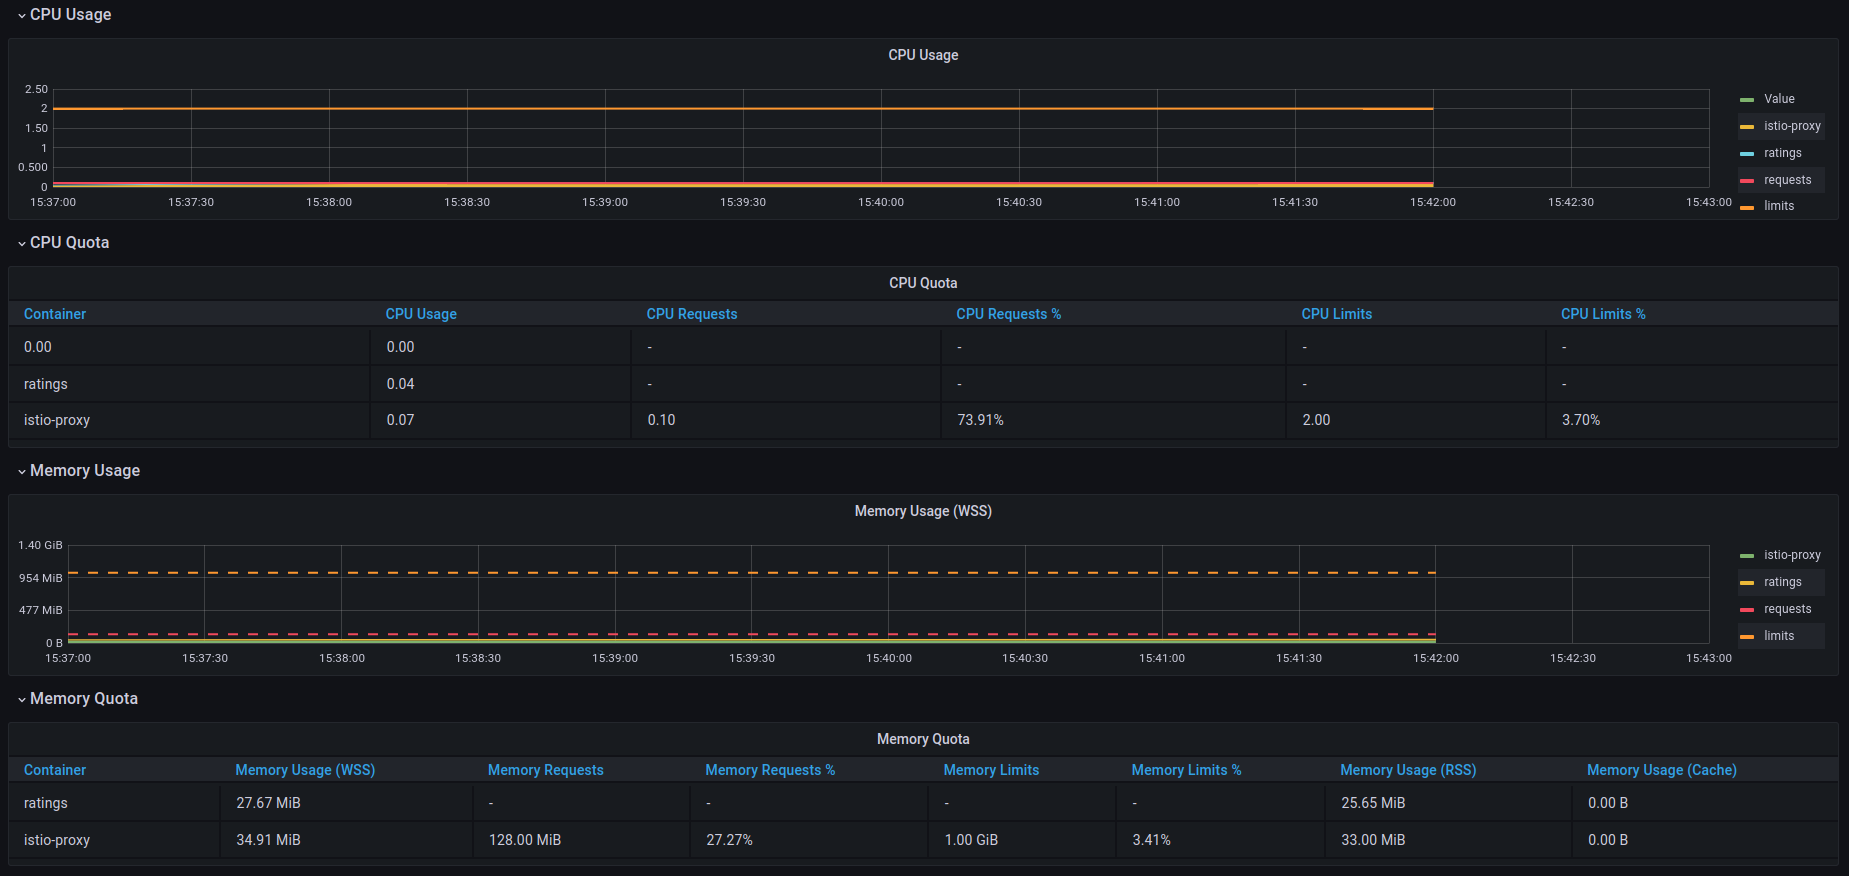 CPU Usage
CPU Usage
2.50
2
1.50
1
0.500
0
15:37:00 15:37:30 15:38:00 15:38:30 15:39:00 15:39:30 15:40:00 15:40:30 15:41:00 15:41:30 15:42:00 15:42:30 15:43:00
Value
istio-proxy
ratings
requests
limits
CPU Quota
CPU Quota
Container CPU Usage CPU Requests CPU Requests % CPU Limits CPU Limits %
0.00 0.00 - - - -
ratings 0.04 - - - -
istio-proxy 0.07 0.10 73.91% 2.00 3.70%
Memory Usage
Memory Usage (WSS)
1.40 GiB
954 MiB
477 MiB
0 B
15:37:00 15:37:30 15:38:00 15:38:30 15:39:00 15:39:30 15:40:00 15:40:30 15:41:00 15:41:30 15:42:00 15:42:30 15:43:00
istio-proxy
ratings
requests
limits
Memory Quota
Memory Quota
Container Memory Usage (WSS) Memory Requests Memory Requests % Memory Limits Memory Limits % Memory Usage (RSS) Memory Usage (Cache)
ratings 27.67 MiB - - - - 25.65 MiB 0.00 B
istio-proxy 34.91 MiB 128.00 MiB 27.27% 1.00 GiB 3.41% 33.00 MiB 0.00 B